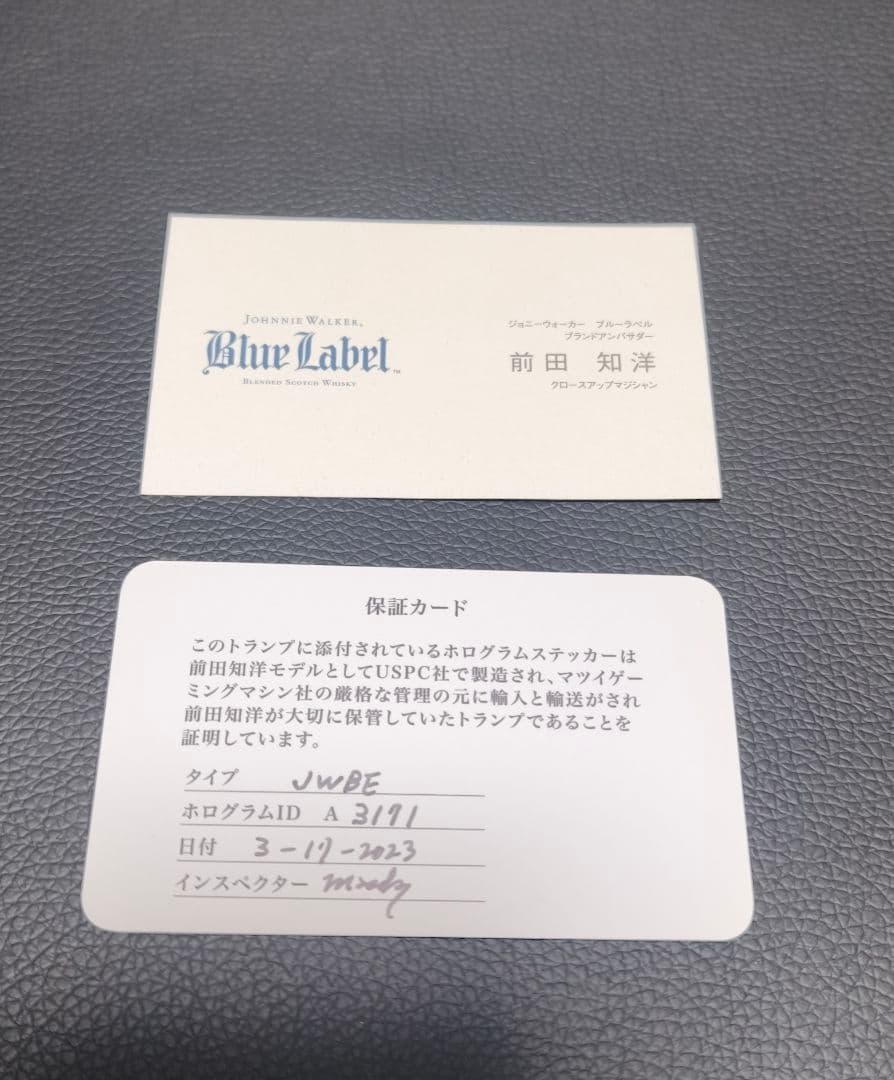 JOHNNIE WALKER.
Blue Label™
BLENDED SCOTCH WHISKY
ジョニーウォーカー　ブルーラベル
ブランドアンバサダー
前田　知洋
クロースアップマジシャン
保証カード
このトランプに添付されているホログラムステッカーは
前田知洋モデルとしてUSPC社で製造され、マツイゲー
ミングマシン社の厳格な管理の元に輸入と輸送がされ
前田知洋が大切に保管していたトランプであることを
証明しています。
タイプ　JWBE
ホログラムID　A 3191
日付　3-17-2023
インスペクター